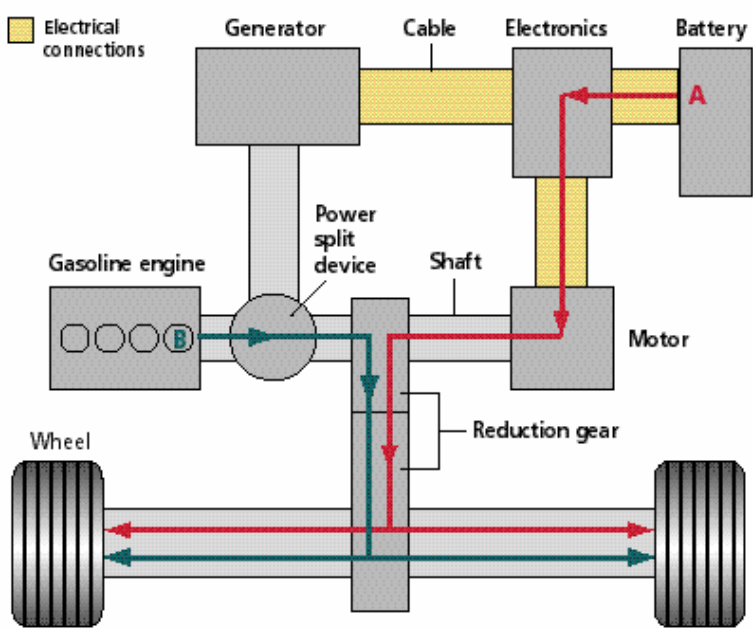 Electrical
connections
Generator
Cable
Electronics
Battery
A
Power
split
device
Gasoline engine
Shaft
B
Motor
Reduction gear
Wheel